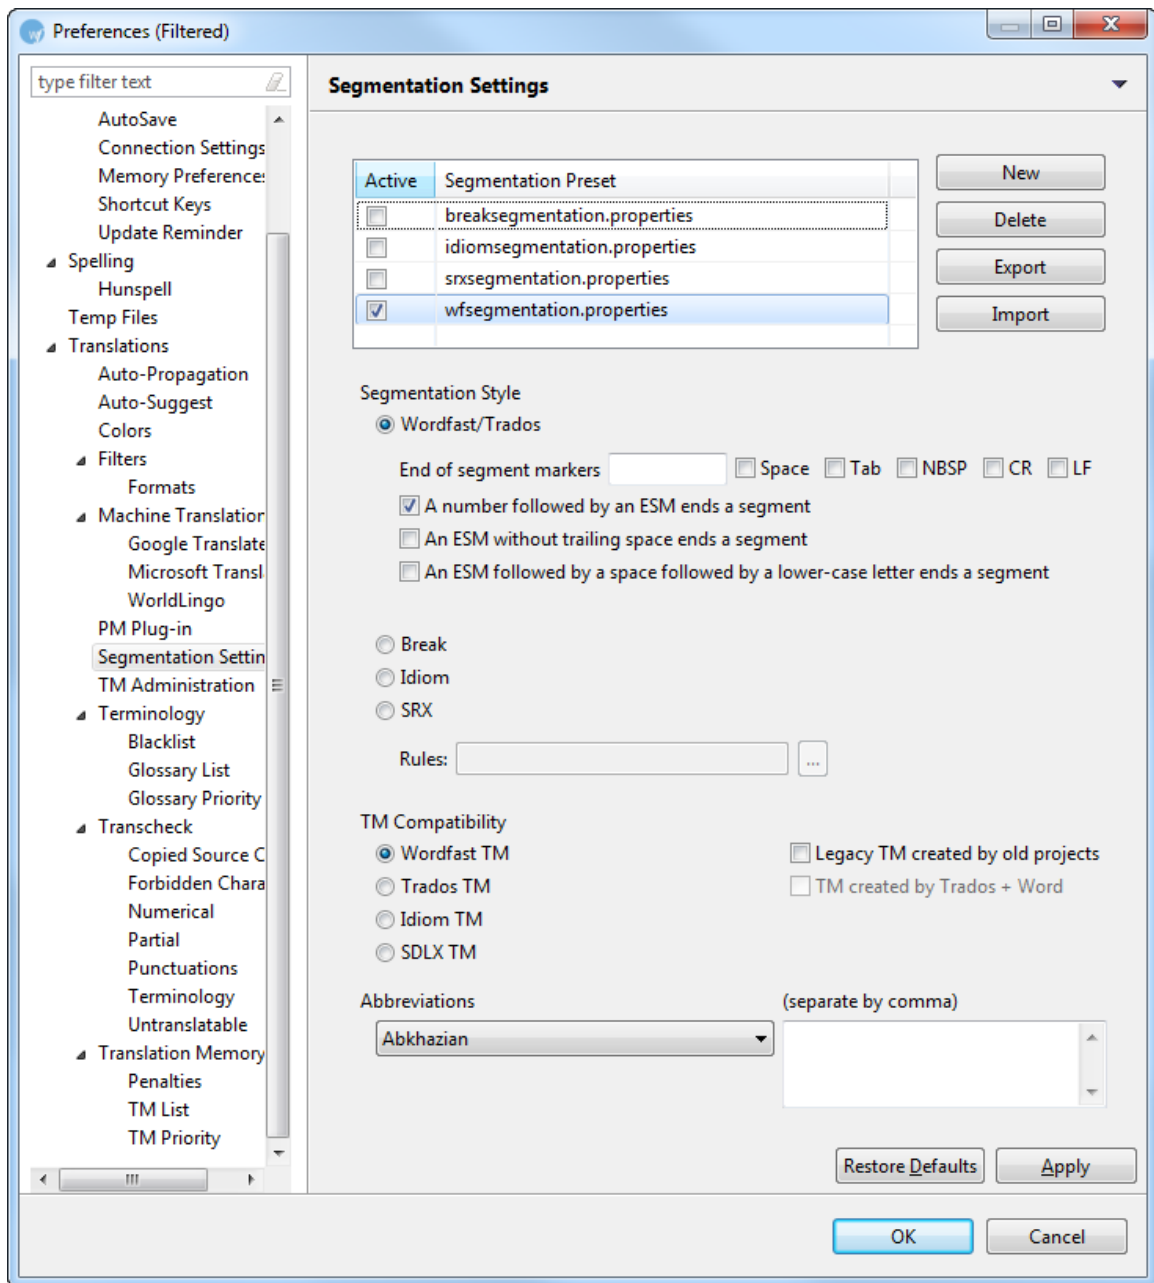 Preferences (Filtered)
type filter text
AutoSave
Connection Settings
Memory Preference
Shortcut Keys
Update Reminder
Spelling
Hunspell
Temp Files
Translations
Auto-Propagation
Auto-Suggest
Colors
Filters
Formats
Machine Translation
Google Translate
Microsoft Transl
WorldLingo
PM Plug-in
Segmentation Settin
TM Administration
Terminology
Blacklist
Glossary List
Glossary Priority
Transcheck
Copied Source C
Forbidden Chara
Numerical
Partial
Punctuations
Terminology
Untranslatable
Translation Memory
Penalties
TM List
TM Priority
Segmentation Settings
Active Segmentation Preset
breaksegmentation.properties
idiomsegmentation.properties
srxsegmentation.properties
wfsegmentation.properties
New
Delete
Export
Import
Segmentation Style
Wordfast/Trados
End of segment markers Space Tab NBSP CR LF
A number followed by an ESM ends a segment
An ESM without trailing space ends a segment
An ESM followed by a space followed by a lower-case letter ends a segment
Break
Idiom
SRX
Rules: ...
TM Compatibility
Wordfast TM Legacy TM created by old projects
Trados TM TM created by Trados + Word
Idiom TM
SDLX TM
Abbreviations (separate by comma)
Abkhazian
Restore Defaults Apply
OK Cancel